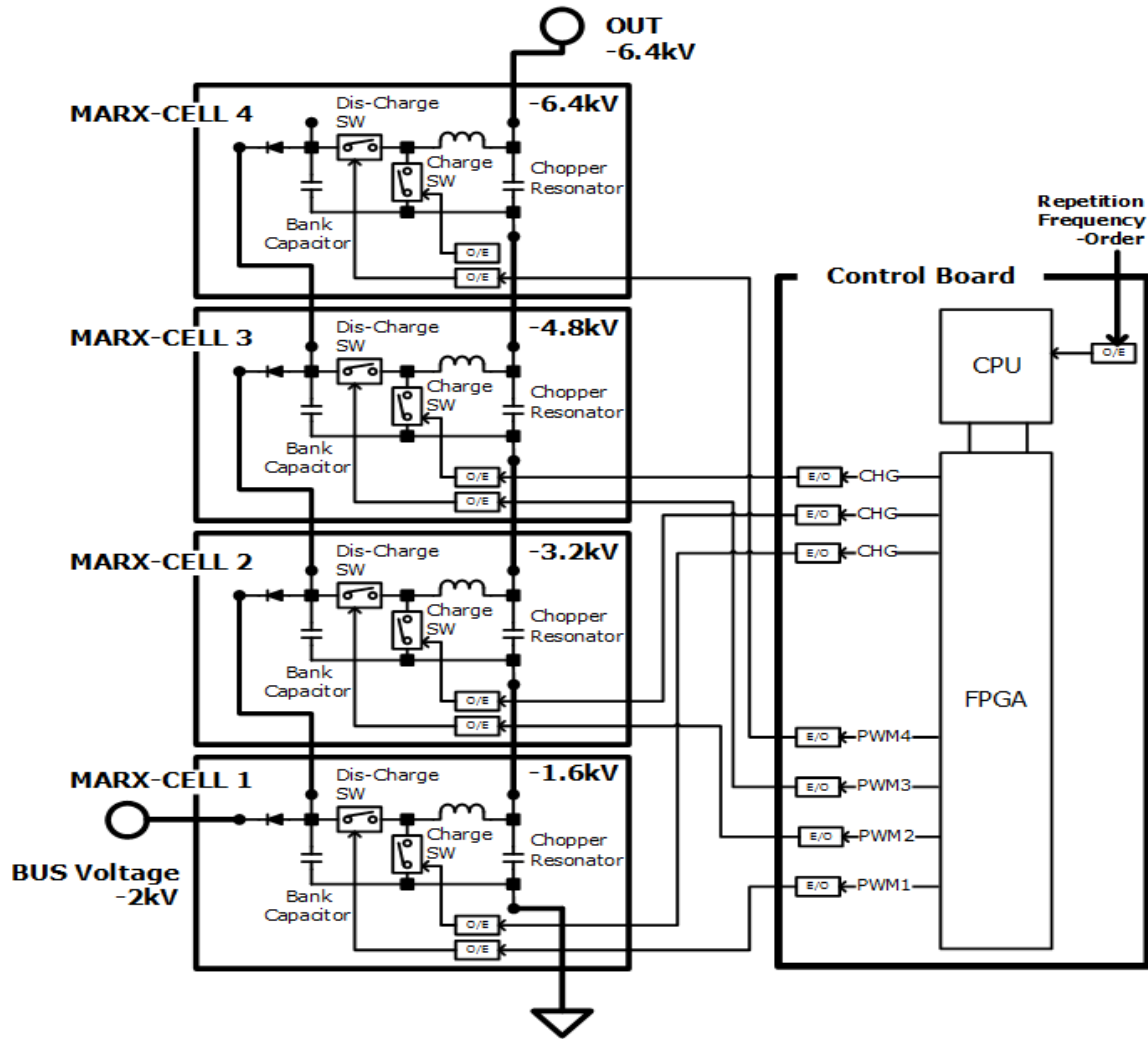 OUT
-6.4kV
MARX-CELL 4
-6.4kV
Dis-Charge
SW
Charge
SW
Chopper
Resonator
Bank
Capacitor
O/E
O/E
MARX-CELL 3
-4.8kV
Dis-Charge
SW
Charge
SW
Chopper
Resonator
Bank
Capacitor
O/E
O/E
MARX-CELL 2
-3.2kV
Dis-Charge
SW
Charge
SW
Chopper
Resonator
Bank
Capacitor
O/E
O/E
MARX-CELL 1
-1.6kV
Dis-Charge
SW
Charge
SW
Chopper
Resonator
Bank
Capacitor
O/E
O/E
BUS Voltage
-2kV
Repetition
Frequency
-Order
Control Board
CPU
O/E
FPGA
E/O CHG
E/O CHG
E/O CHG
E/O PWM4
E/O PWM3
E/O PWM2
E/O PWM1